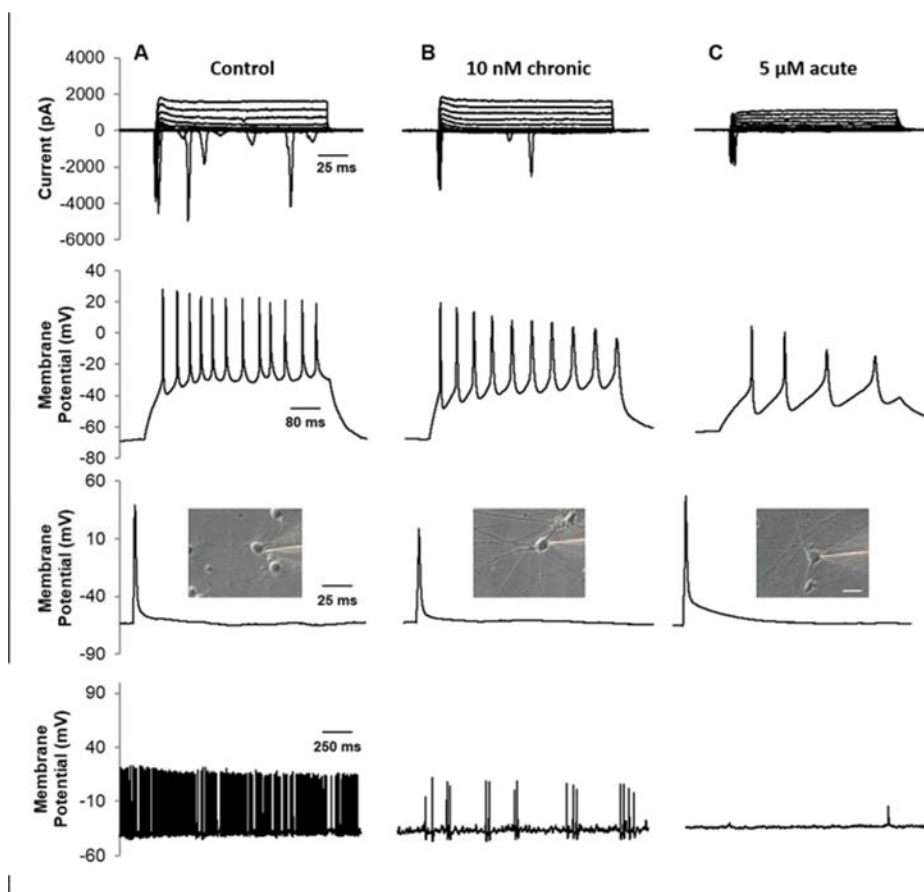 A B C
Control 10 nM chronic 5 µM acute
4000
2000
0
-2000
-4000
-6000
Current (pA)
25 ms
40
20
0
-20
-40
-60
-80
Membrane
Potential (mV)
80 ms
60
10
-40
-90
Membrane
Potential (mV)
25 ms
90
40
-10
-60
Membrane
Potential (mV)
250 ms